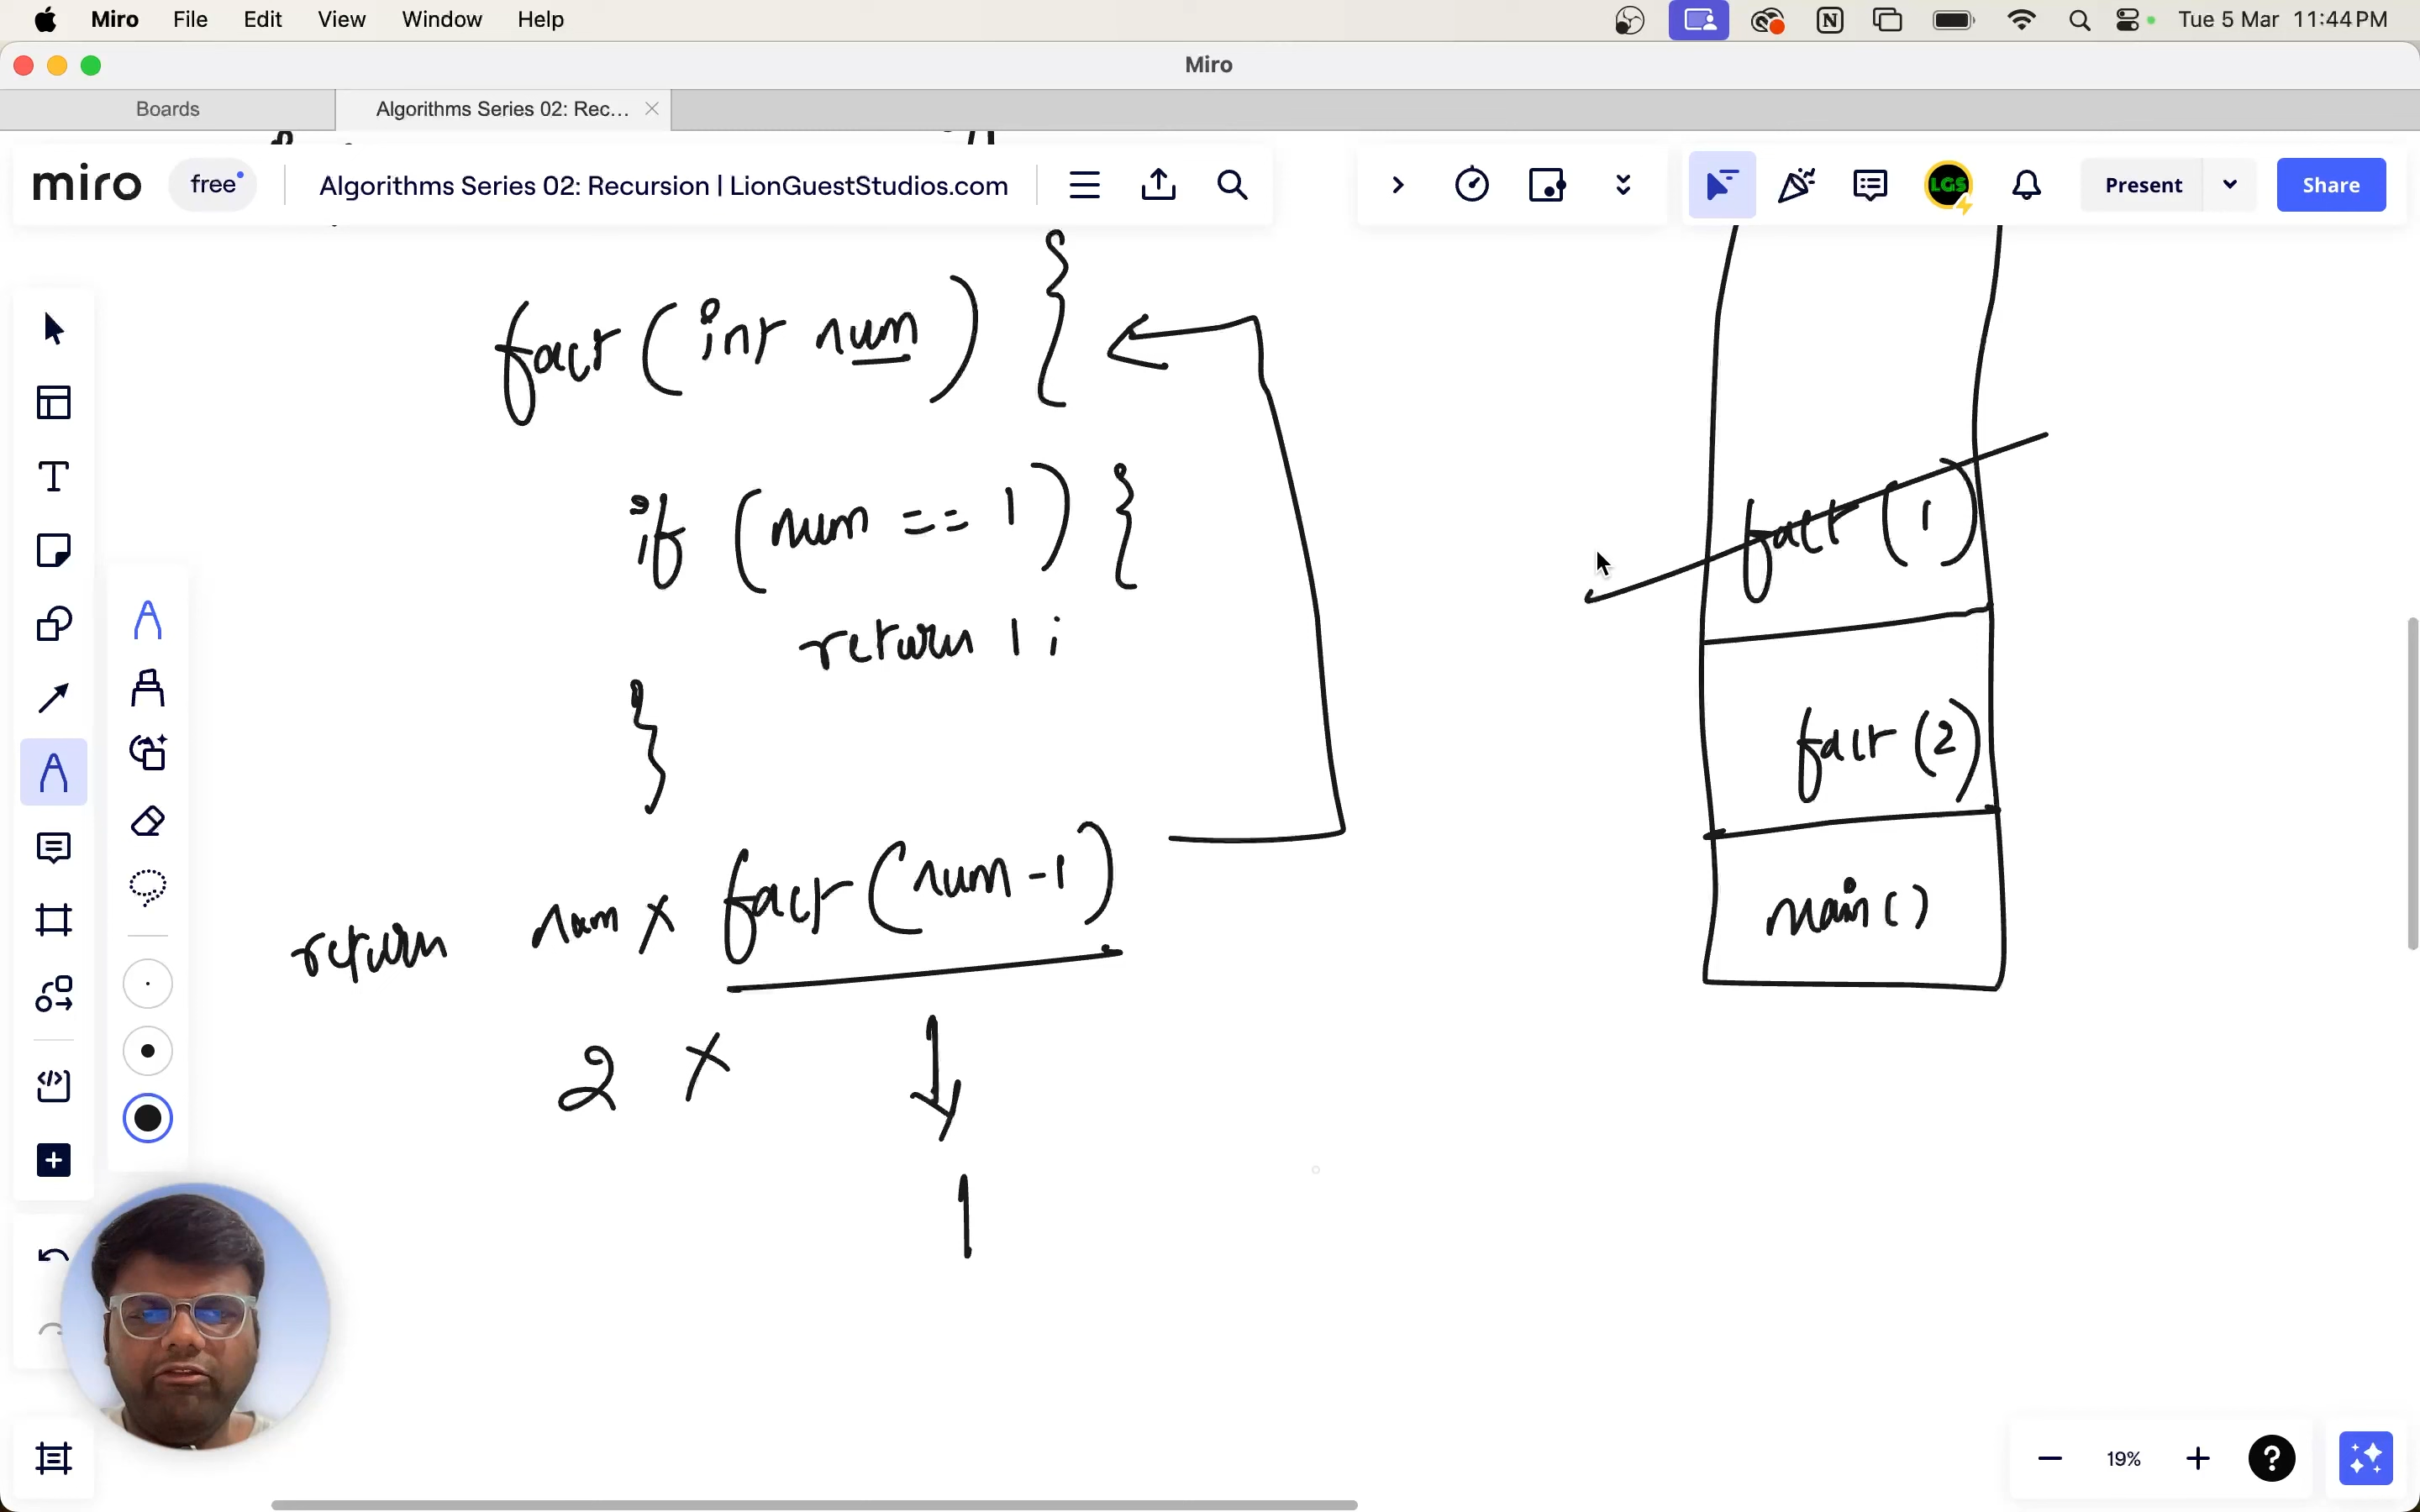 Miro File Edit View Window Help
Tue 5 Mar 11:44 PM
Miro
Boards
Algorithms Series 02: Rec...
miro
free
Algorithms Series 02: Recursion | LionGuestStudios.com
LGS
Present
Share
fact (int num) {
if (num == 1) {
return 1;
}
return num x fact (num -1)
2 x
1
fact (1)
fact (2)
main ()
19%